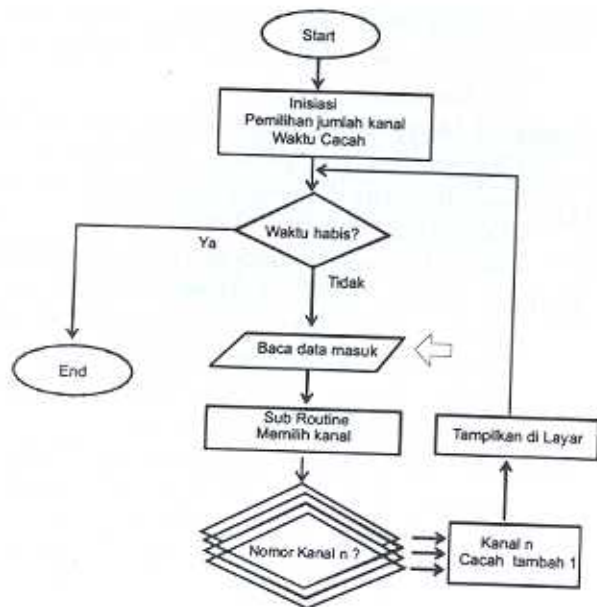 Start
Inisiasi
Pemilihan jumlah kanal
Waktu Cacah
Waktu habis?
Ya
Tidak
End
Baca data masuk
Sub Routine
Memilih kanal
Tampilkan di Layar
Nomor Kanal n ?
Kanal n
Cacah tambah 1